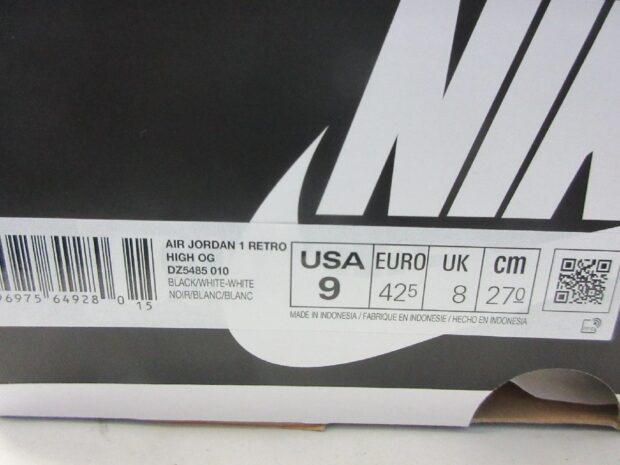 NIK
AIR JORDAN 1 RETRO
HIGH OG
DZ5485 010
BLACK/WHITE-WHITE
NOIR/BLANC/BLANC
USA
9
EURO
42.5
UK
8
cm
27.0
MADE IN INDONESIA / FABRIQUE EN INDONESIE / HECHO EN INDONESIA
96975 64928 0 15